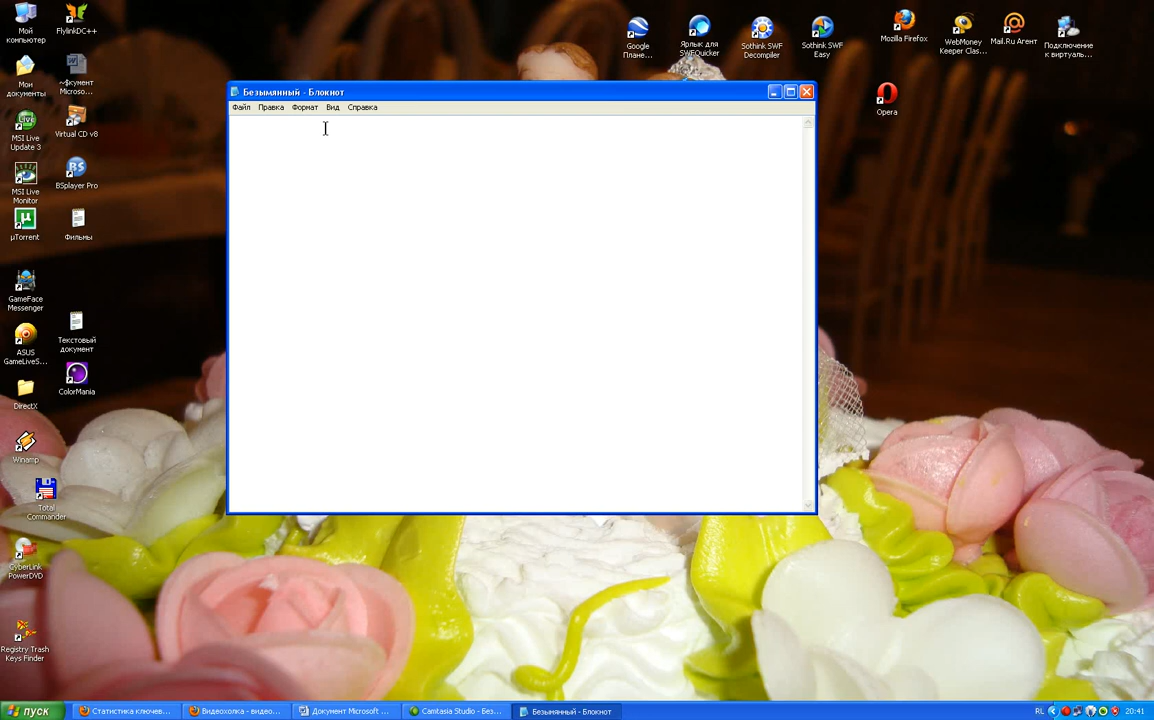 Мой
компьютер
FlylinkDC++
Мои
документы
~$кумент
Microso...
MSI Live
Update 3
Virtual CD v8
MSI Live
Monitor
BSplayer Pro
µTorrent
Фильмы
GameFace
Messenger
ASUS
GameLiveS...
Текстовый
документ
DirectX
ColorMania
Winamp
Total
Commander
CyberLink
PowerDVD
Registry Trash
Keys Finder
Google
Плане...
Ярлык для
SWFQuicker
Sothink SWF
Decompiler
Sothink SWF
Easy
Mozilla Firefox
WebMoney
Keeper Clas...
Mail.Ru Агент
Подключение
к виртуаль...
Opera
Безымянный - Блокнот
Файл Правка Формат Вид Справка
пуск
Статистика ключев...
Видеохолка - видео...
Документ Microsoft ...
Camtasia Studio - Без...
Безымянный - Блокнот
RL
20:41